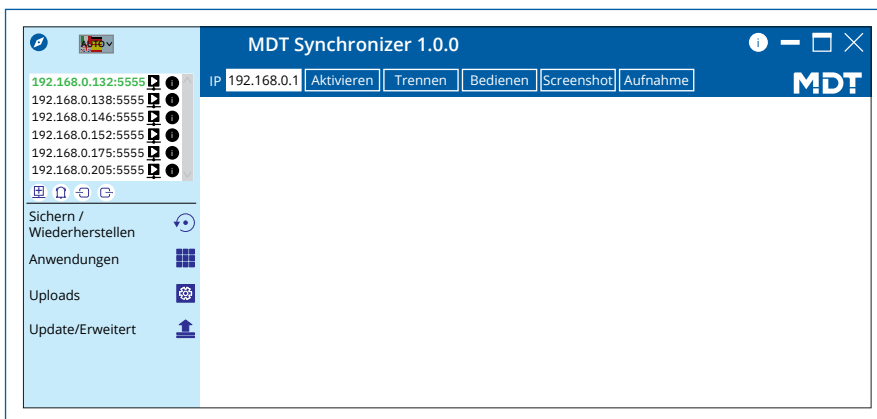 AUTO
MDT Synchronizer 1.0.0
IP 192.168.0.1 Aktivieren Trennen Bedienen Screenshot Aufnahme
MDT
192.168.0.132:5555
192.168.0.138:5555
192.168.0.146:5555
192.168.0.152:5555
192.168.0.175:5555
192.168.0.205:5555
Sichern /
Wiederherstellen
Anwendungen
Uploads
Update/Erweitert